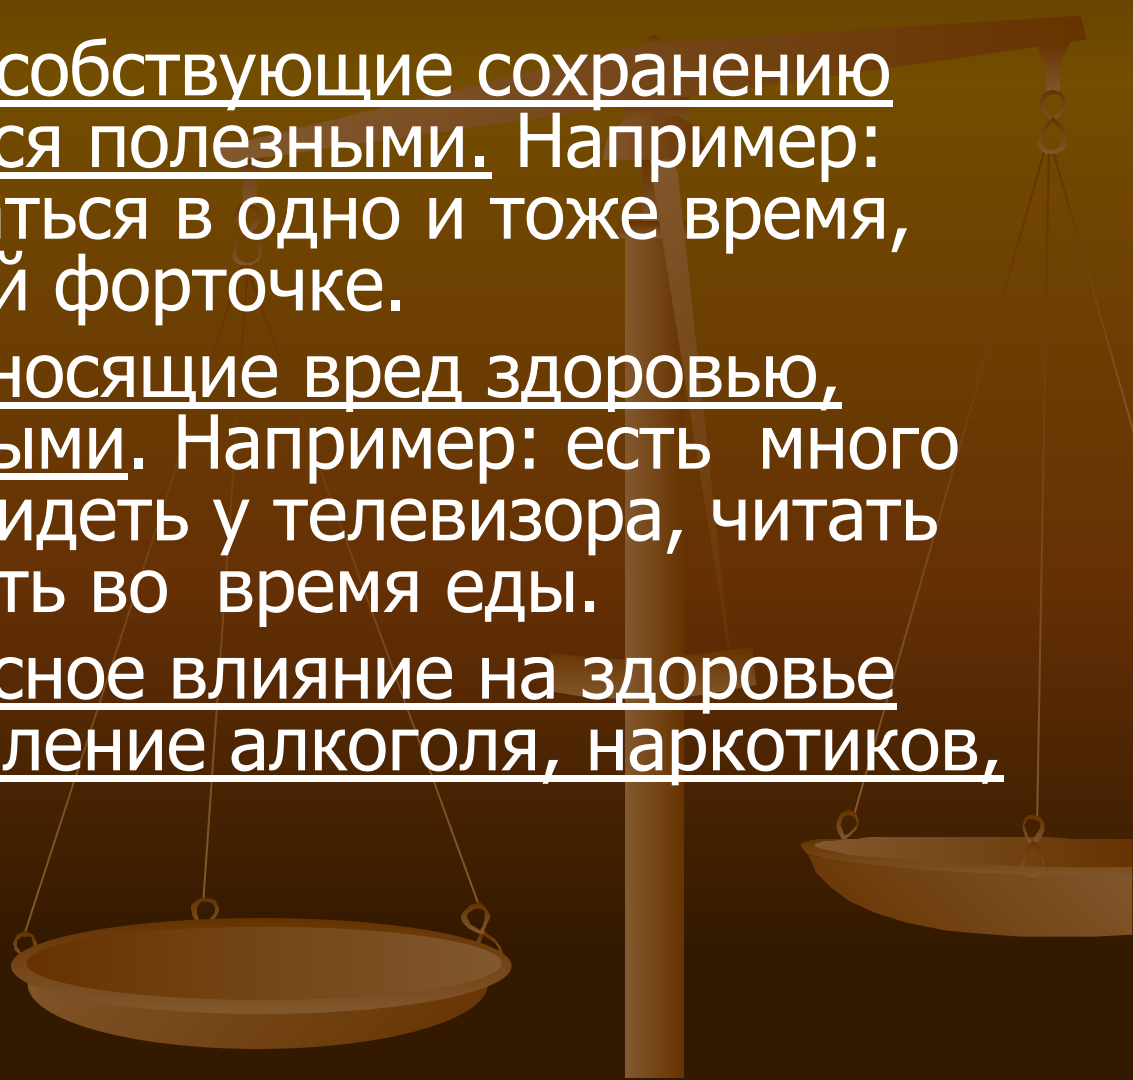 собствующие сохранению
ся полезными. Например:
ться в одно и тоже время,
й форточке.
носящие вред здоровью,
ыми. Например: есть много
идеть у телевизора, читать
ть во время еды.
сное влияние на здоровье
ление алкоголя, наркотиков,